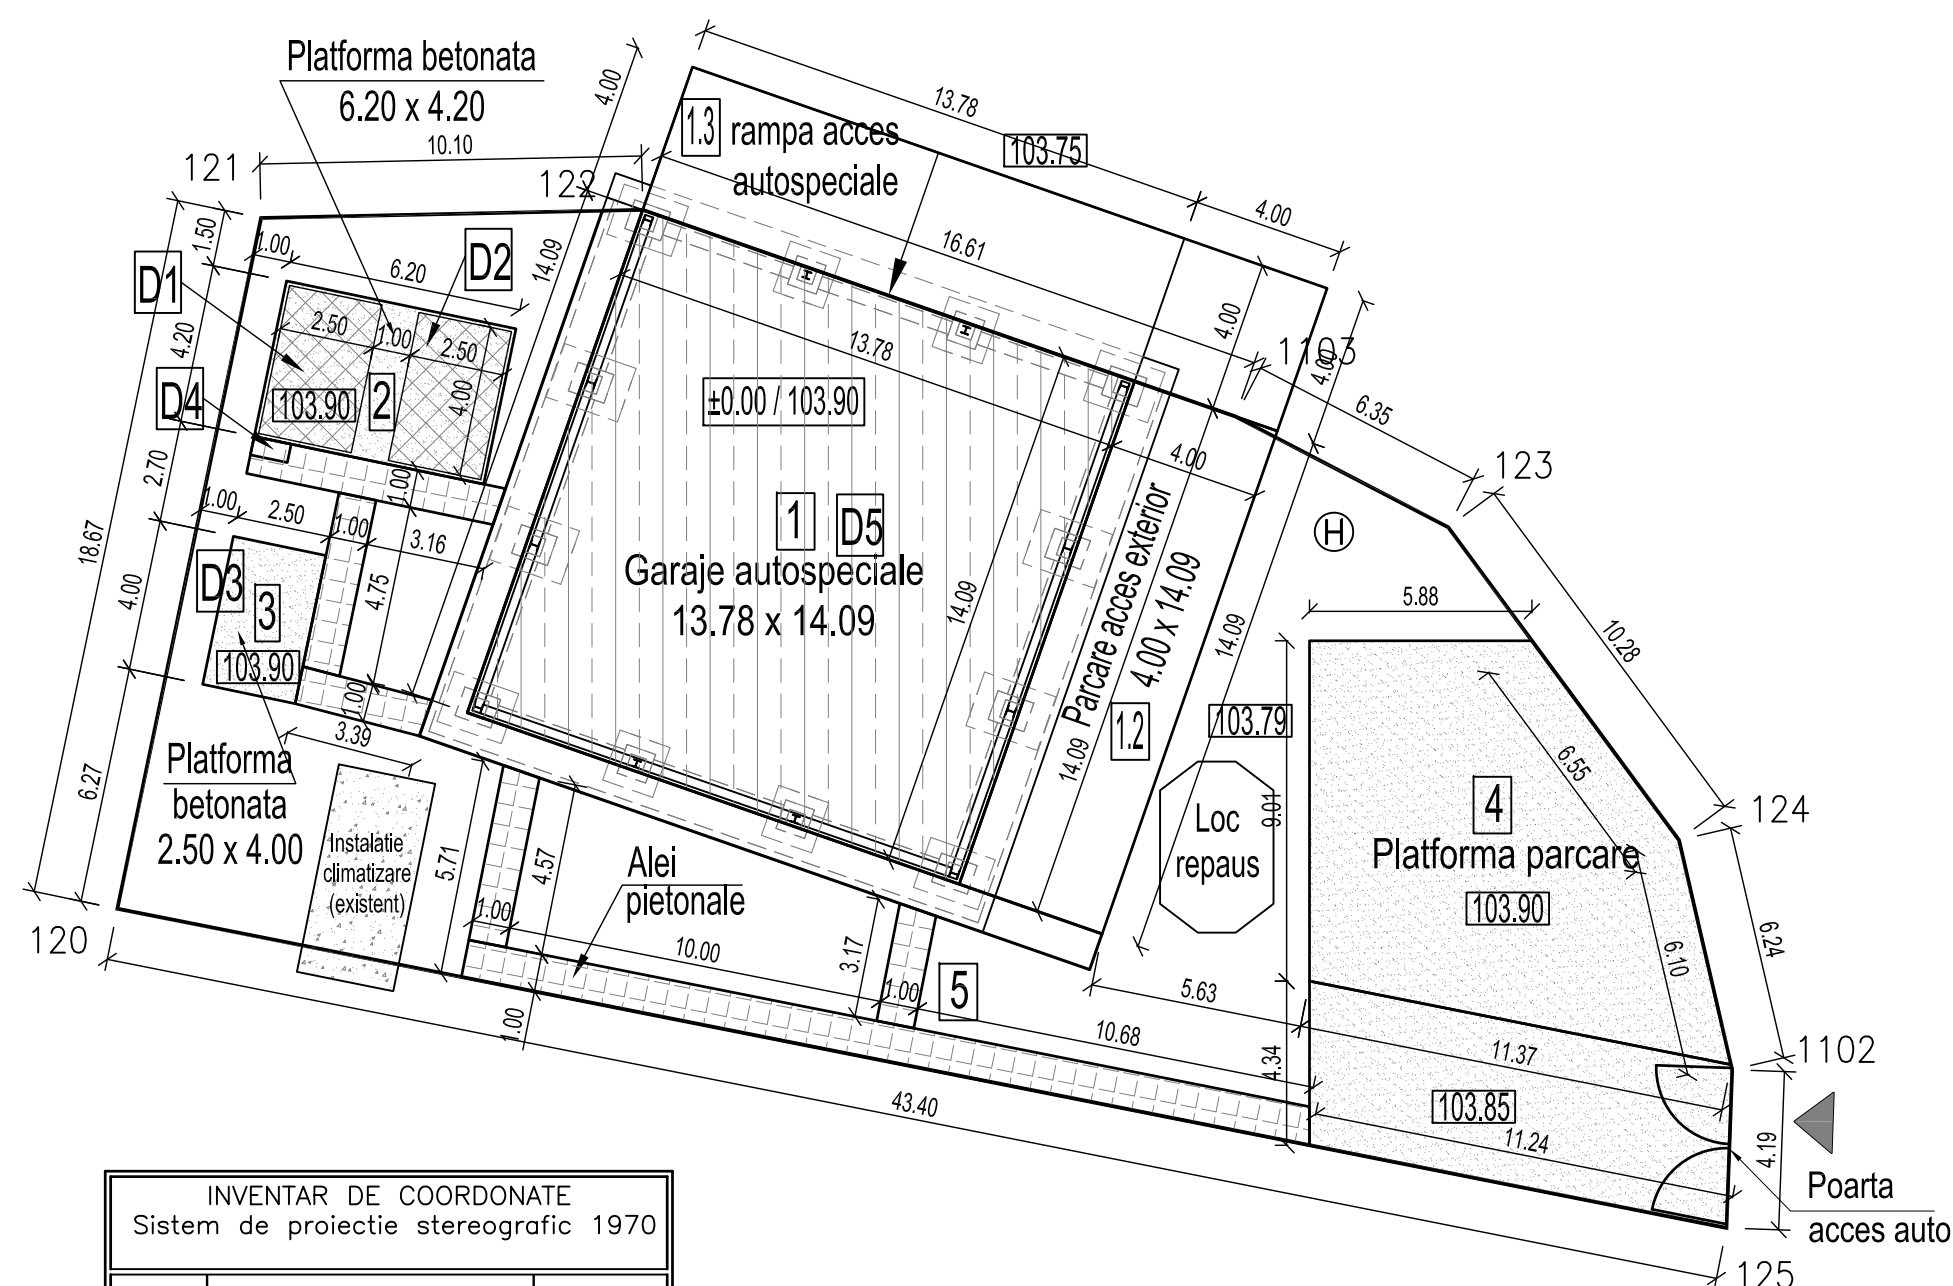 Platforma betonata
6.20 x 4.20
10.10
121
122
4.00
13.78
103.75
4.00
1.3 rampa acces
autospeciale
16.61
1.50
1.00
6.20
D2
14.09
D1
2.50
1.00
2.50
4.20
103.90
2
4.00
D4
13.78
±0.00 / 103.90
4.00
1103
4.00
6.35
123
2.70
1.00
2.50
1.00
1.00
3.16
4.00
18.67
D3
3
4.75
103.90
4.00
1.00
1 D5
Garaje autospeciale
13.78 x 14.09
14.09
Parcare acces exterior
4.00 x 14.09
14.09
1.2
14.09
H
5.88
10.28
103.79
6.55
124
Platforma
betonata
2.50 x 4.00
3.39
6.27
Instalatie
climatizare
(existent)
5.71
4.57
Alei
pietonale
1.00
10.00
3.17
1.00
5
Loc
repaus
9.01
4
Platforma parcare
103.90
6.10
6.24
120
1.00
5.63
10.68
4.34
11.37
1102
103.85
43.40
11.24
4.19
Poarta
acces auto
125
INVENTAR DE COORDONATE
Sistem de proiectie stereografic 1970